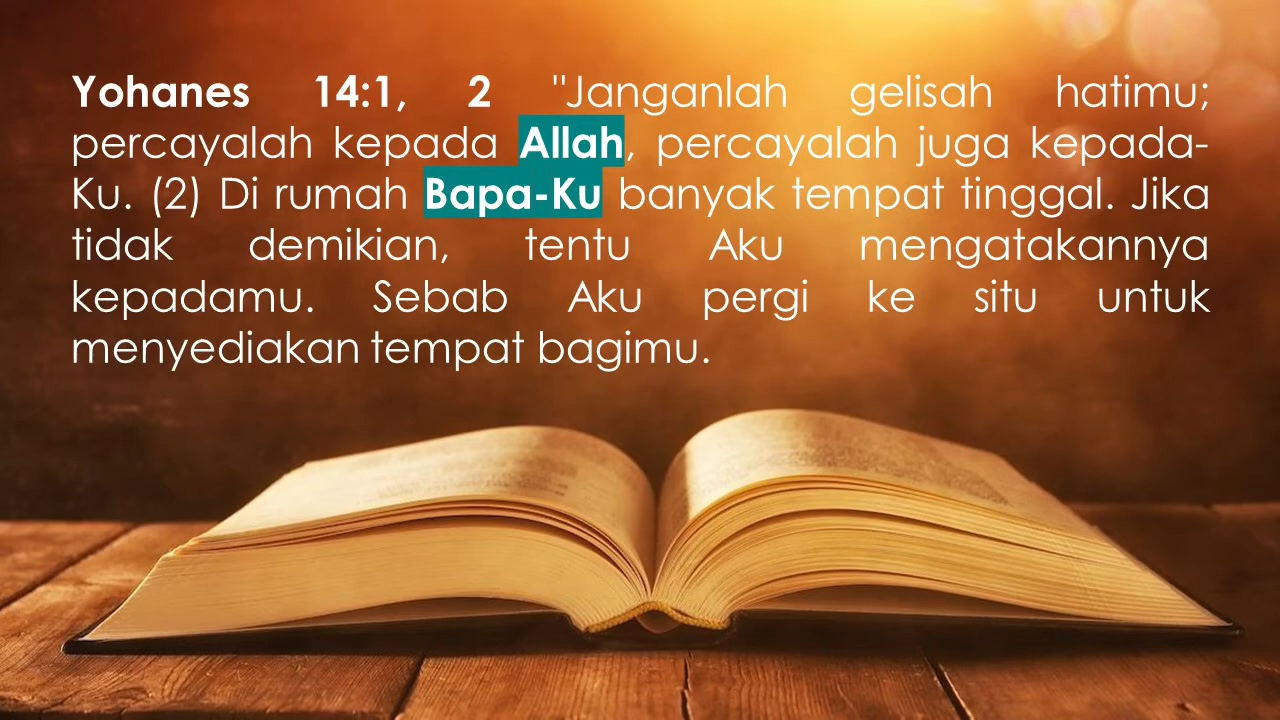 Yohanes 14:1, 2 "Janganlah gelisah hatimu;
percayalah kepada Allah, percayalah juga kepada-
Ku. (2) Di rumah Bapa-Ku banyak tempat tinggal. Jika
tidak demikian, tentu Aku mengatakannya
kepadamu. Sebab Aku pergi ke situ untuk
menyediakan tempat bagimu.